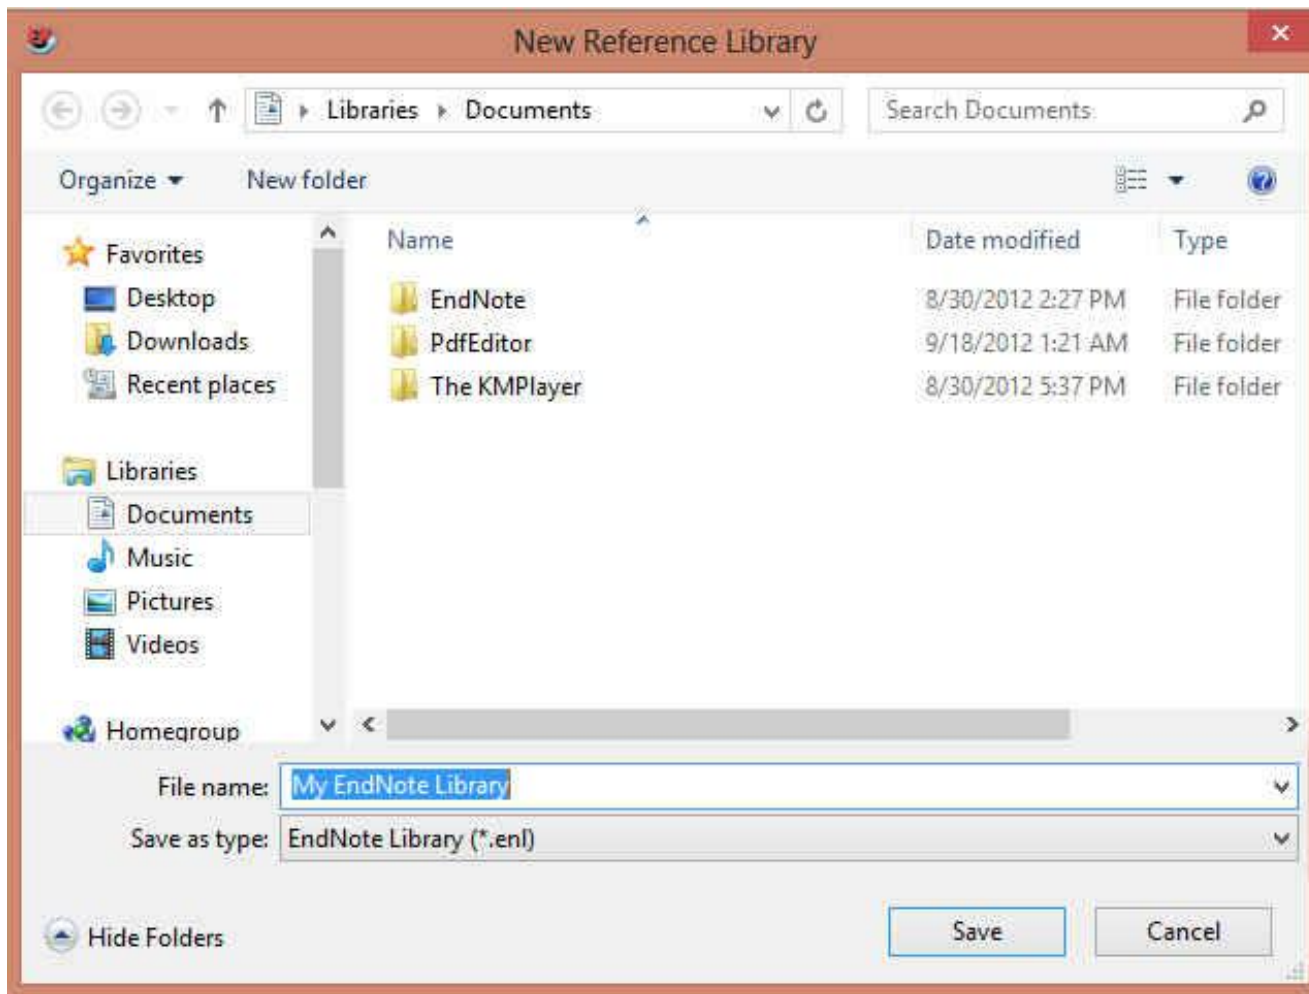 New Reference Library
Libraries Documents
Search Documents
Organize New folder
Name Date modified Type
Favorites
Desktop
Downloads
Recent places
Libraries
Documents
Music
Pictures
Videos
Homegroup
EndNote 8/30/2012 2:27 PM File folder
PdfEditor 9/18/2012 1:21 AM File folder
The KMPlayer 8/30/2012 5:37 PM File folder
File name: My EndNote Library
Save as type: EndNote Library (*.enl)
Hide Folders Save Cancel